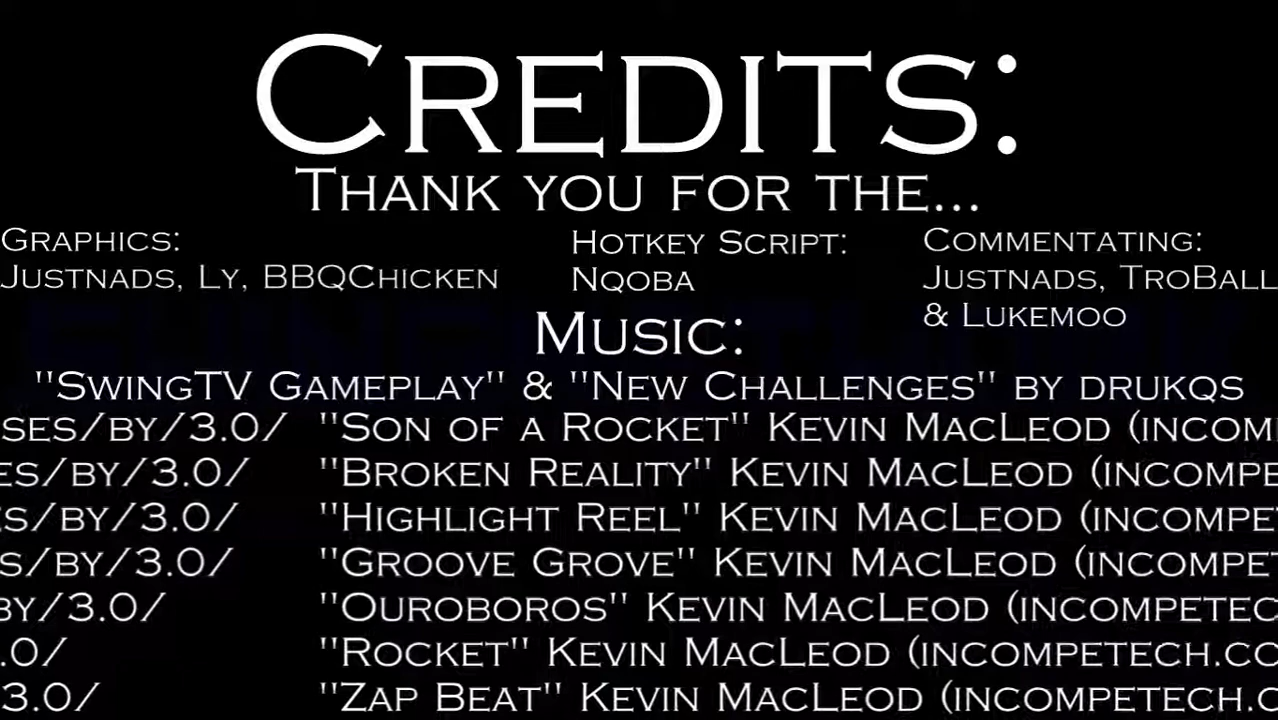 Credits:
Thank you for the...
Graphics:
Justnads, Ly, BBQChicken
Hotkey Script:
Nqoba
Commentating:
Justnads, TroBall
& Lukemoo
Music:
"SwingTV Gameplay" & "New Challenges" by drukqs
ses/by/3.0/ "Son of a Rocket" Kevin MacLeod (incom
es/by/3.0/ "Broken Reality" Kevin MacLeod (incompe
es/by/3.0/ "Highlight Reel" Kevin MacLeod (incompet
s/by/3.0/ "Groove Grove" Kevin MacLeod (incompet
by/3.0/ "Ouroboros" Kevin MacLeod (incompetec
.0/ "Rocket" Kevin MacLeod (incompetech.co
3.0/ "Zap Beat" Kevin MacLeod (incompetech.c